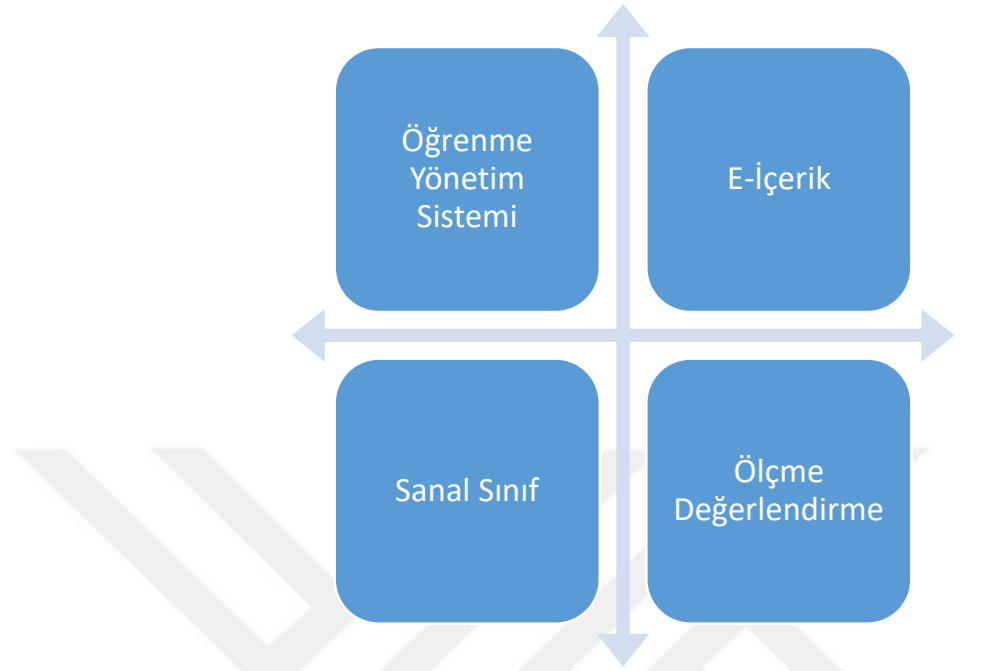 Öğrenme
Yönetim
Sistemi
E-İçerik
Sanal Sınıf
Ölçme
Değerlendirme